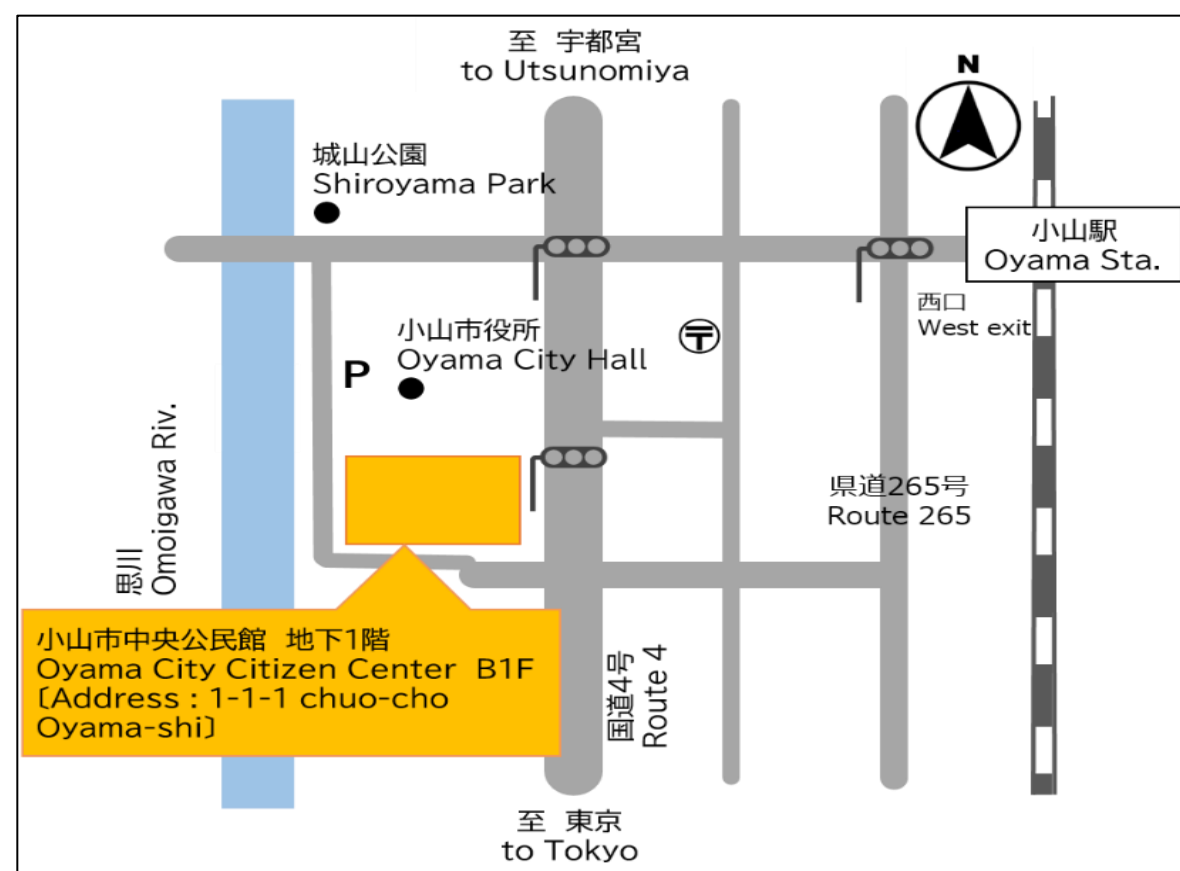 至 宇都宮
to Utsunomiya
N
城山公園
Shiroyama Park
小山駅
Oyama Sta.
西口
West exit
小山市役所
Oyama City Hall
P
〒
思川
Omoigawa Riv.
県道265号
Route 265
小山市中央公民館 地下1階
Oyama City Citizen Center B1F
〔Address : 1-1-1 chuo-cho
Oyama-shi〕
国道4号
Route 4
至 東京
to Tokyo